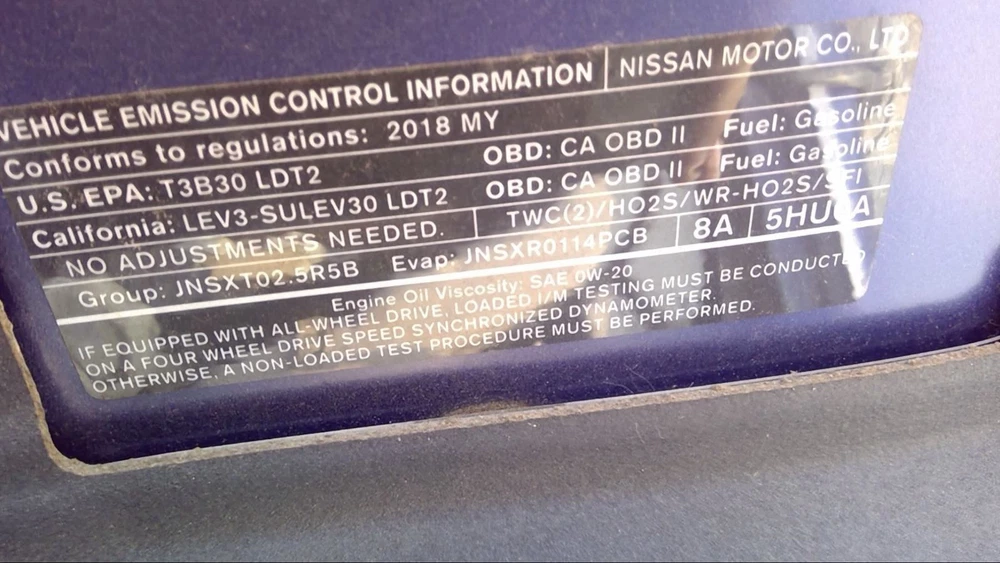 VEHICLE EMISSION CONTROL INFORMATION NISSAN MOTOR CO., LTD
Conforms to regulations: 2018 MY
U.S. EPA: T3B30 LDT2 OBD: CA OBD II Fuel: Gasoline
California: LEV3-SULEV30 LDT2 OBD: CA OBD II Fuel: Gasoline
NO ADJUSTMENTS NEEDED. TWC(2)/HO2S/WR-HO2S/SFI
Group: JNSXT02.5R5B Evap: JNSXR0114PCB 8A
Engine Oil Viscosity: SAE 0W-20
IF EQUIPPED WITH ALL-WHEEL DRIVE, LOADED I/M TESTING MUST BE CONDUCTED
ON A FOUR WHEEL DRIVE SPEED SYNCHRONIZED DYNAMOMETER.
OTHERWISE, A NON-LOADED TEST PROCEDURE MUST BE PERFORMED.